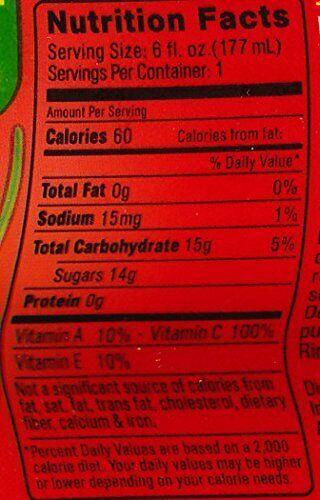 Nutrition Facts
Serving Size: 6 fl. oz. (177 mL)
Servings Per Container: 1
Amount Per Serving
Calories 60 Calories from fat:
% Daily Value*
Total Fat 0g 0%
Sodium 15mg 1%
Total Carbohydrate 15g 5%
Sugars 14g
Protein 0g
Vitamin A 10% · Vitamin C 100%
Vitamin E 10%
Not a significant source of calories from
fat, sat. fat, trans fat, cholesterol, dietary
fiber, calcium & iron.
*Percent Daily Values are based on a 2,000
calorie diet. Your daily values may be higher
or lower depending on your calorie needs.